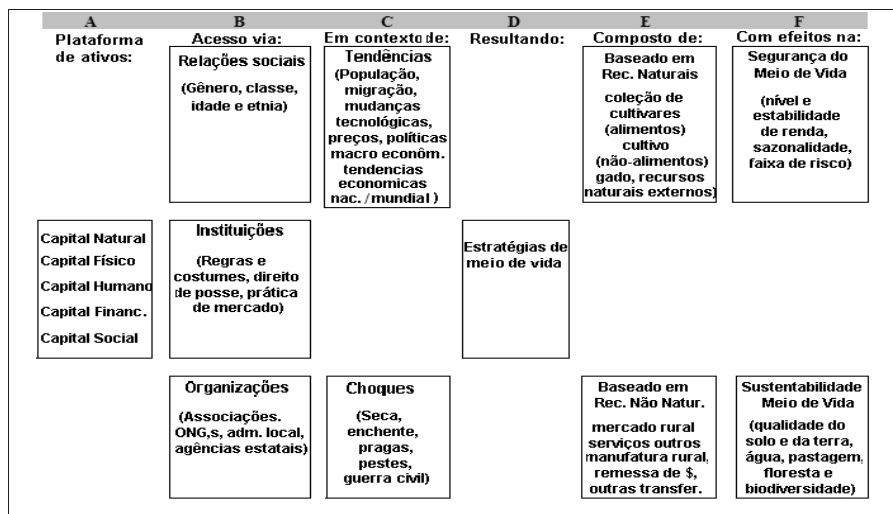 A B C D E F
Plataforma de ativos:
Acesso via:
Em contexto de:
Resultando:
Composto de:
Com efeitos na:
Relações sociais
(Gênero, classe,
idade e etnia)
Tendências
(População,
migração,
mudanças
tecnológicas,
preços, políticas
macro econôm.
tendencias
economicas
nac. /mundial )
Baseado em
Rec. Naturais
coleção de
cultivares
(alimentos)
cultivo
(não-alimentos)
gado, recursos
naturais externos)
Segurança do
Meio de Vida
(nível e
estabilidade
de renda,
sazonalidade,
faixa de risco)
Capital Natural
Capital Físico
Capital Humano
Capital Financ.
Capital Social
Instituições
(Regras e
costumes, direito
de posse, prática
de mercado)
Estratégias de
meio de vida
Organizações
(Associações.
ONG,s, adm. local,
agências estatais)
Choques
(Seca,
enchente,
pragas,
pestes,
guerra civil)
Baseado em
Rec. Não Natur.
mercado rural
serviços outros
manufatura rural,
remessa de $,
outras transfer.
Sustentabilidade
Meio de Vida
(qualidade do
solo e da terra,
água, pastagem,
floresta e
biodiversidade)